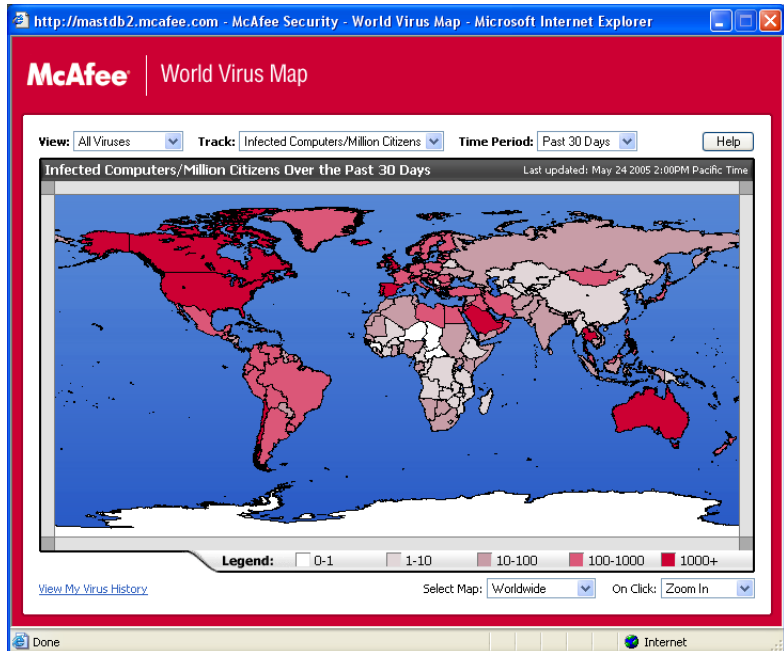 http://mastdb2.mcafee.com - McAfee Security - World Virus Map - Microsoft Internet Explorer
McAfee World Virus Map
View: All Viruses Track: Infected Computers/Million Citizens Time Period: Past 30 Days Help
Infected Computers/Million Citizens Over the Past 30 Days Last updated: May 24 2005 2:00PM Pacific Time
Legend: 0-1 1-10 10-100 100-1000 1000+
View My Virus History Select Map: Worldwide On Click: Zoom In
Done Internet